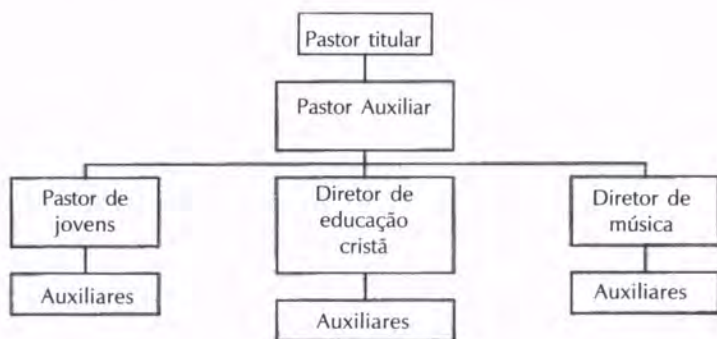 Pastor titular
Pastor Auxiliar
Pastor de
jovens
Auxiliares
Diretor de
educação
cristã
Auxiliares
Diretor de
música
Auxiliares